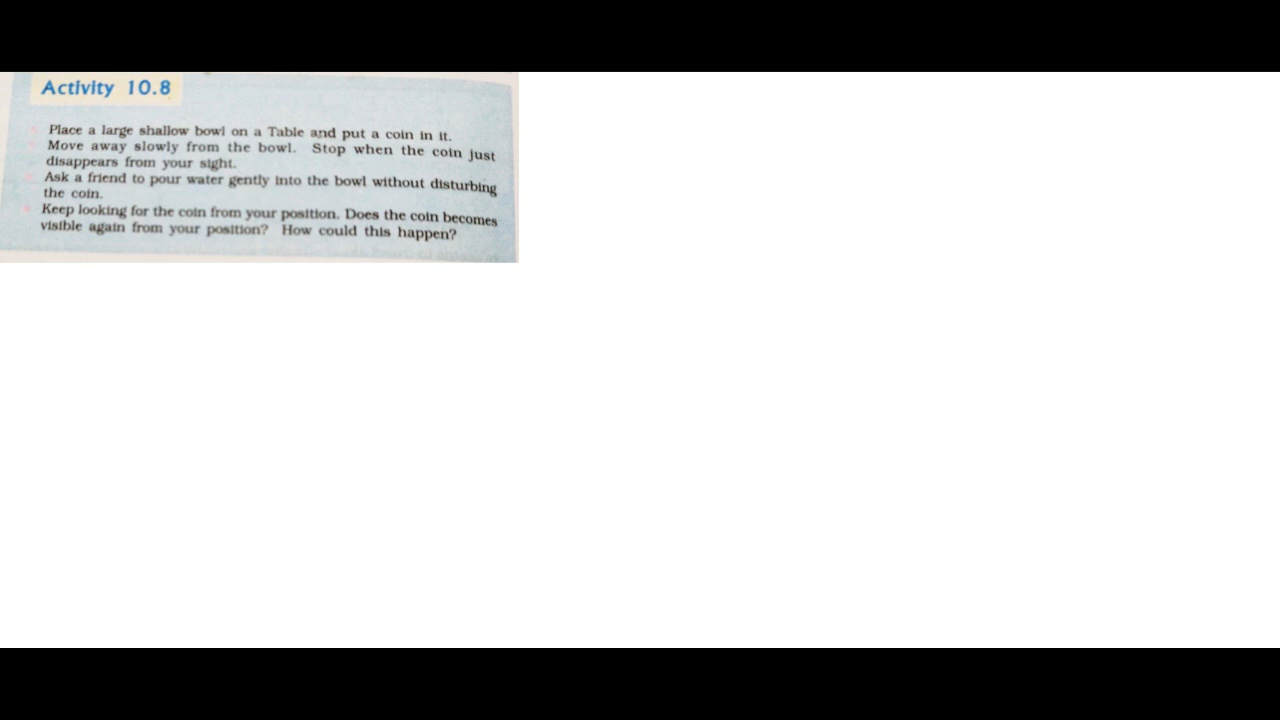 Activity 10.8
Place a large shallow bowl on a Table and put a coin in it.
Move away slowly from the bowl. Stop when the coin just
disappears from your sight.
Ask a friend to pour water gently into the bowl without disturbing
the coin.
Keep looking for the coin from your position. Does the coin becomes
visible again from your position? How could this happen?